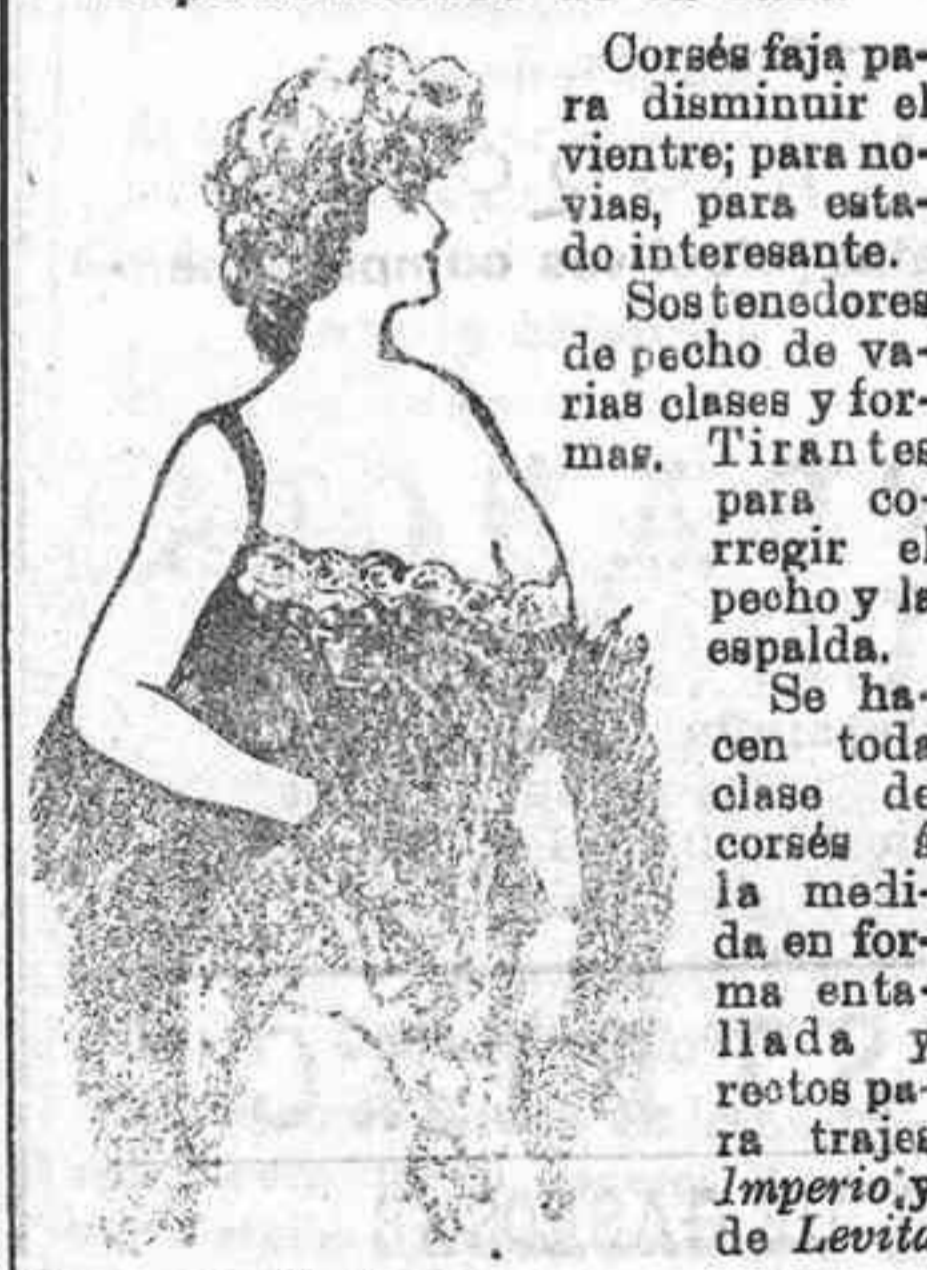 Corsés faja pa-
ra disminuir el
vientre; para no-
vias, para esta-
do interesante.
Sostenedores
de pecho de va-
rias clases y for-
mas. Tirantes
para co-
rregir el
pecho y la
espalda.
Se ha-
cen toda
clase de
corsés á
la medi-
da en for-
ma enta-
llada y
rectos pa-
ra trajes
Imperio y
de Levita